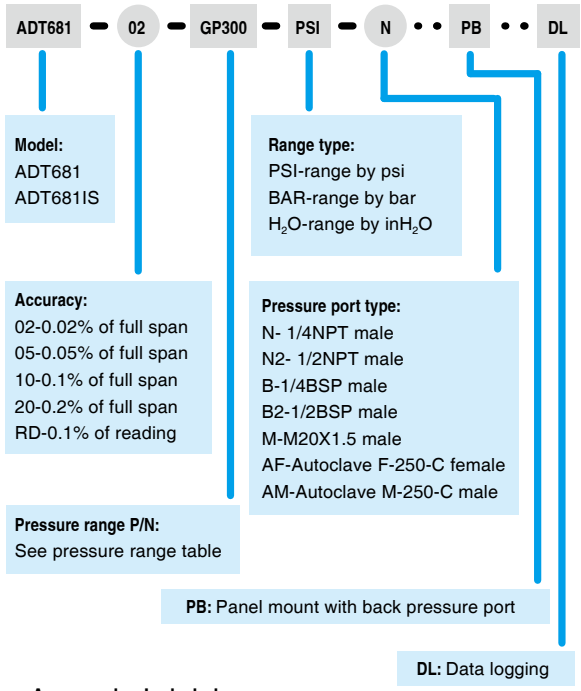 ADT681 - 02 - GP300 - PSI - N •• PB •• DL
Model:
ADT681
ADT681IS
Range type:
PSI-range by psi
BAR-range by bar
H₂O-range by inH₂O
Accuracy:
02-0.02% of full span
05-0.05% of full span
10-0.1% of full span
20-0.2% of full span
RD-0.1% of reading
Pressure port type:
N- 1/4NPT male
N2- 1/2NPT male
B-1/4BSP male
B2-1/2BSP male
M-M20X1.5 male
AF-Autoclave F-250-C female
AM-Autoclave M-250-C male
Pressure range P/N:
See pressure range table
PB: Panel mount with back pressure port
DL: Data logging